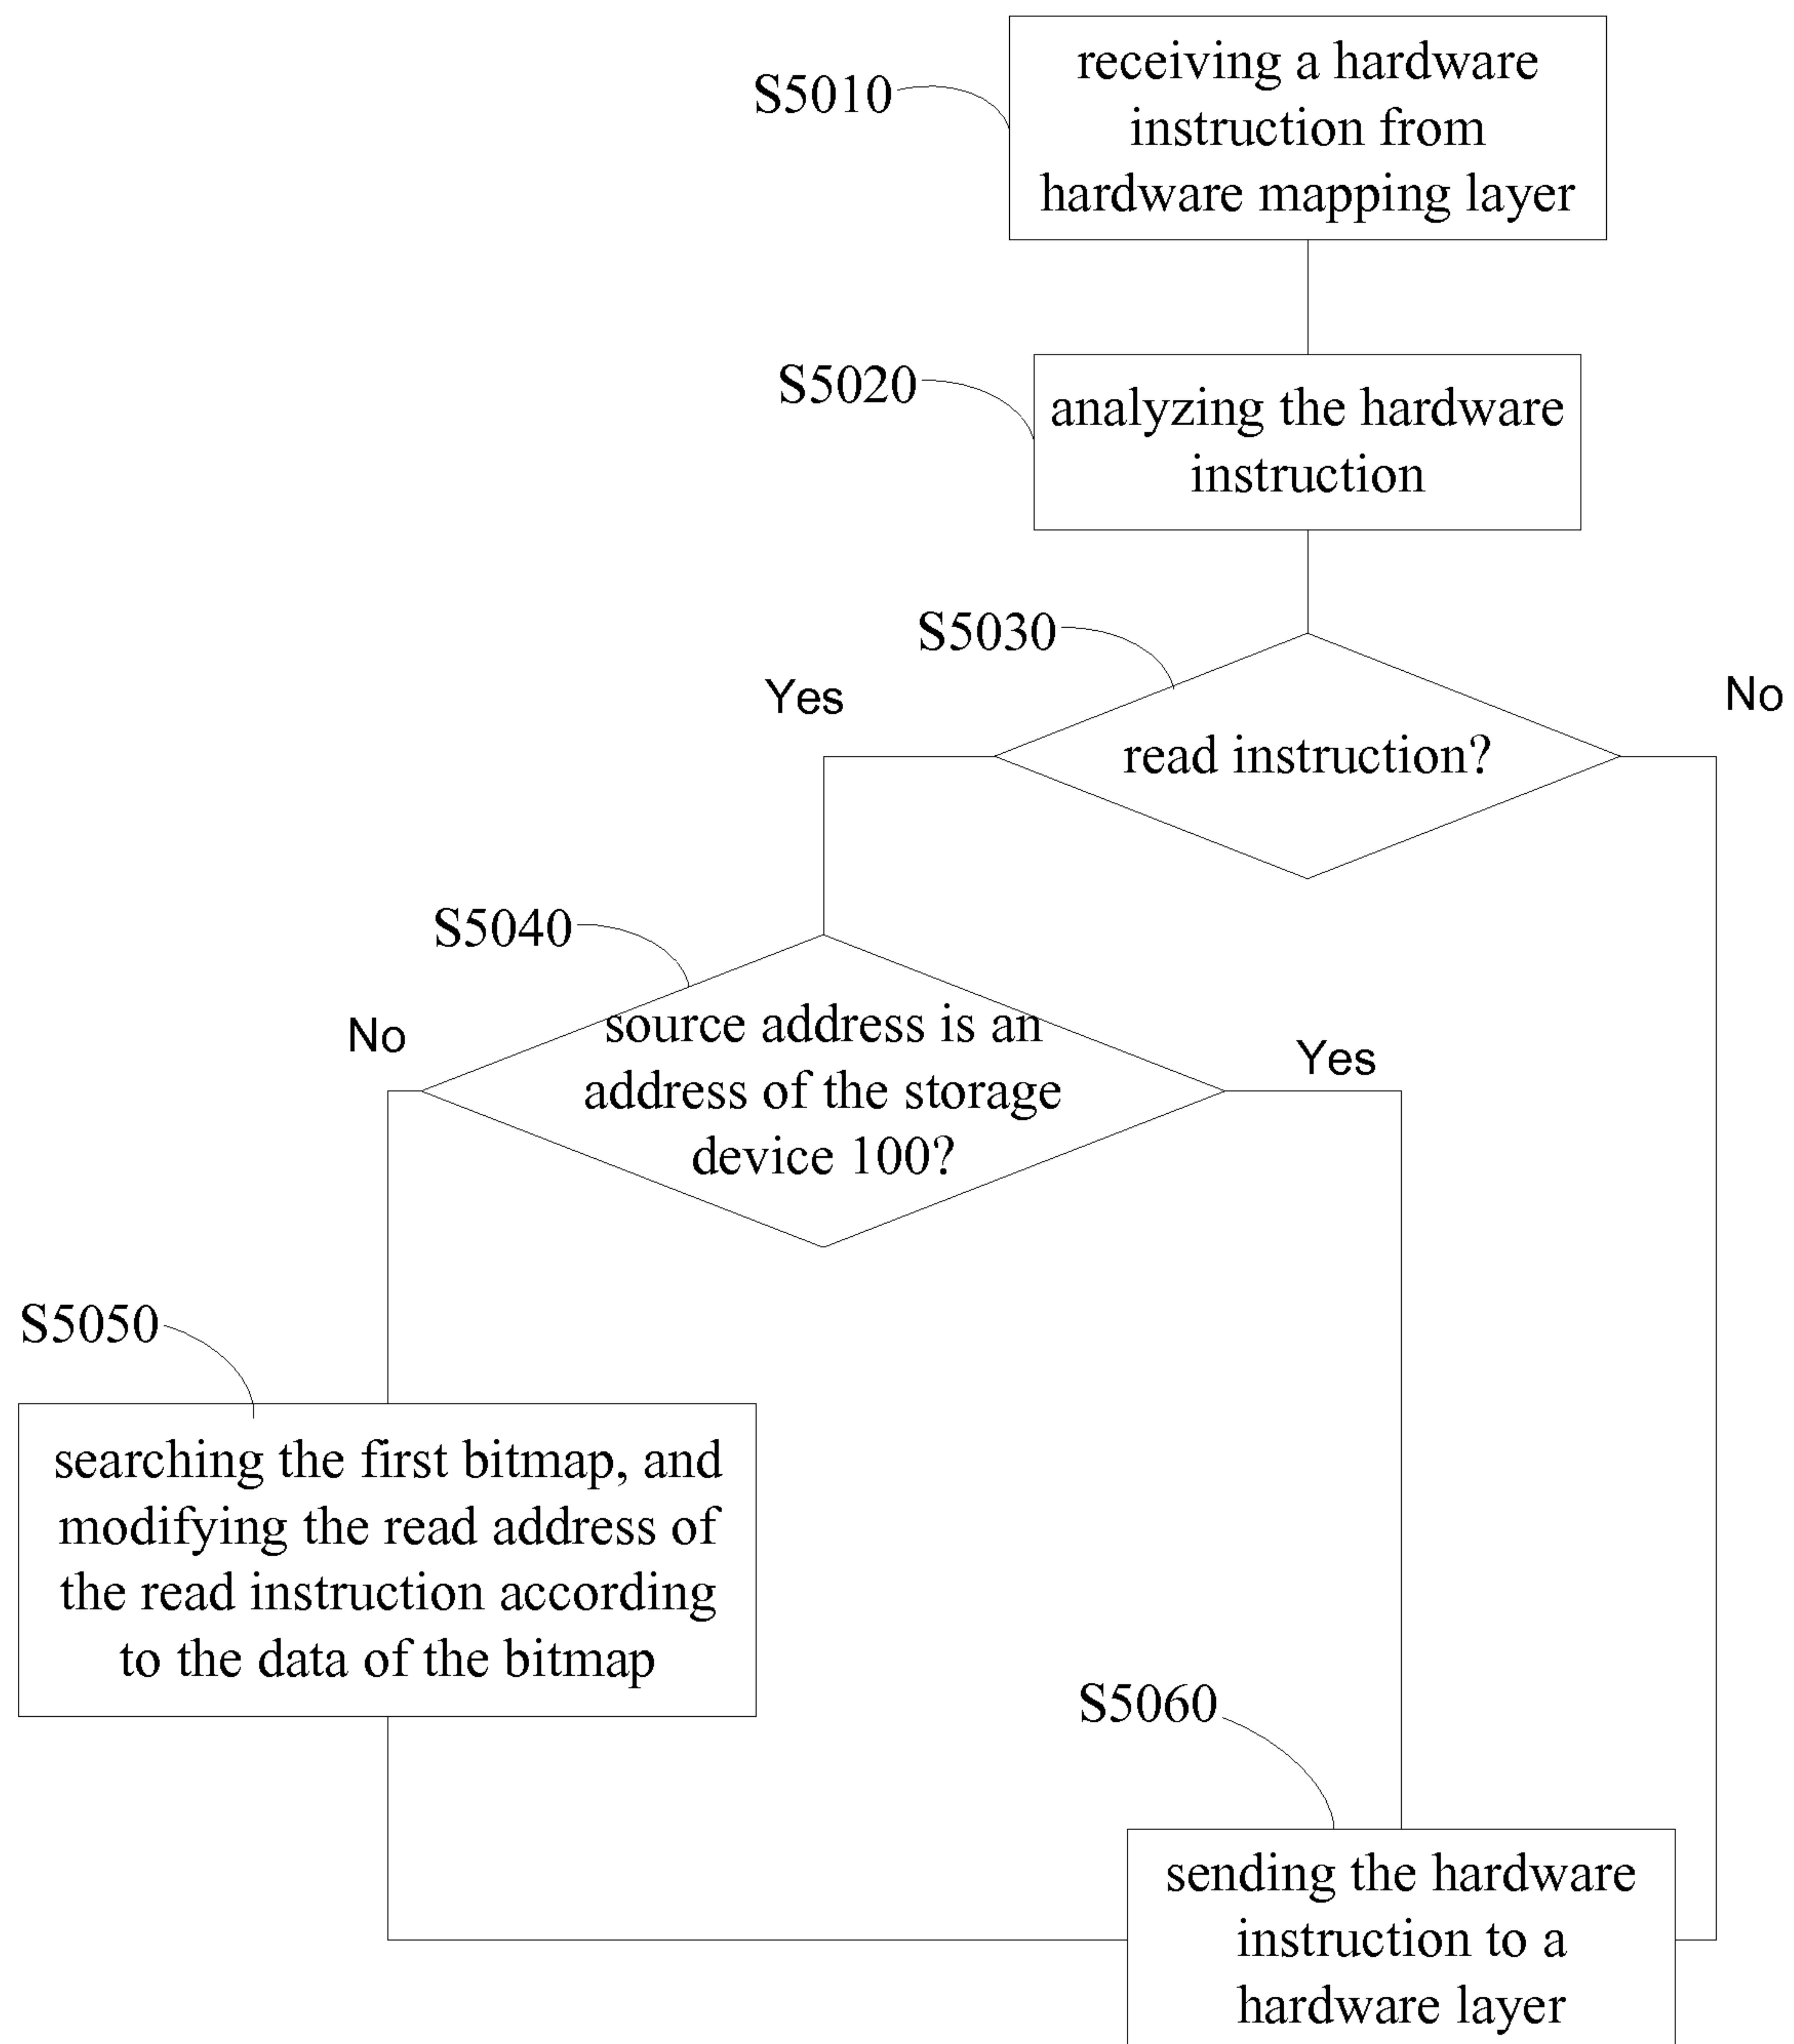 S5010
receiving a hardware
instruction from
hardware mapping layer
S5020
analyzing the hardware
instruction
S5030
Yes
No
read instruction?
S5040
No
source address is an
address of the storage
device 100?
Yes
S5050
searching the first bitmap, and
modifying the read address of
the read instruction according
to the data of the bitmap
S5060
sending the hardware
instruction to a
hardware layer